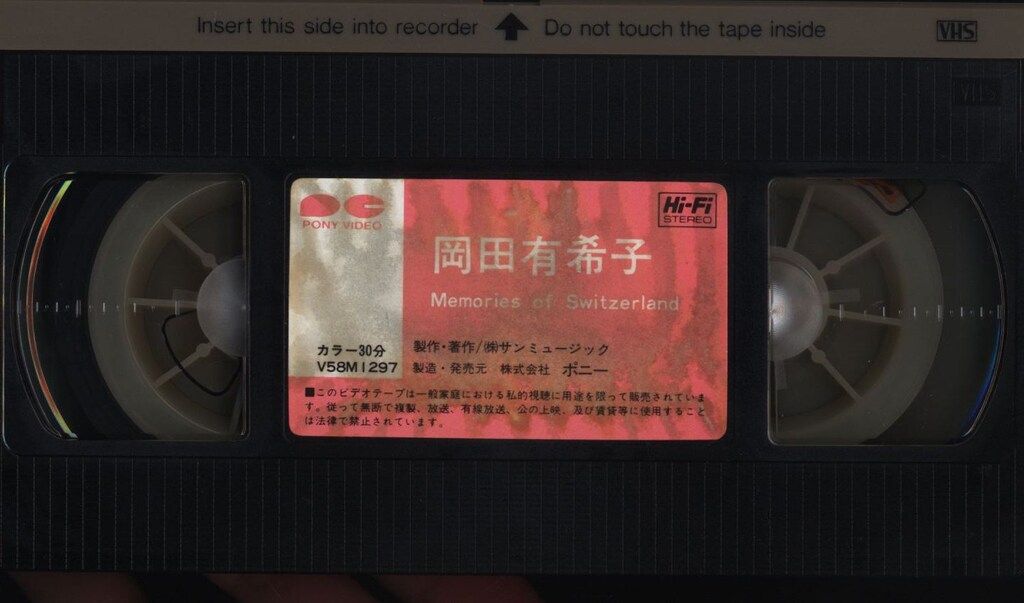 Insert this side into recorder Do not touch the tape inside VHS
VHS
PONY VIDEO
Hi-Fi
STEREO
岡田有希子
Memories of Switzerland
カラー30分
V58M1297
製作・著作/㈱サンミュージック
製造・発売元 株式会社 ポニー
■このビデオテープは一般家庭における私的視聴に用途を限って販売されていま
す。従って無断で複製、放送、有線放送、公の上映、及び賃貸等に使用すること
は法律で禁止されています。